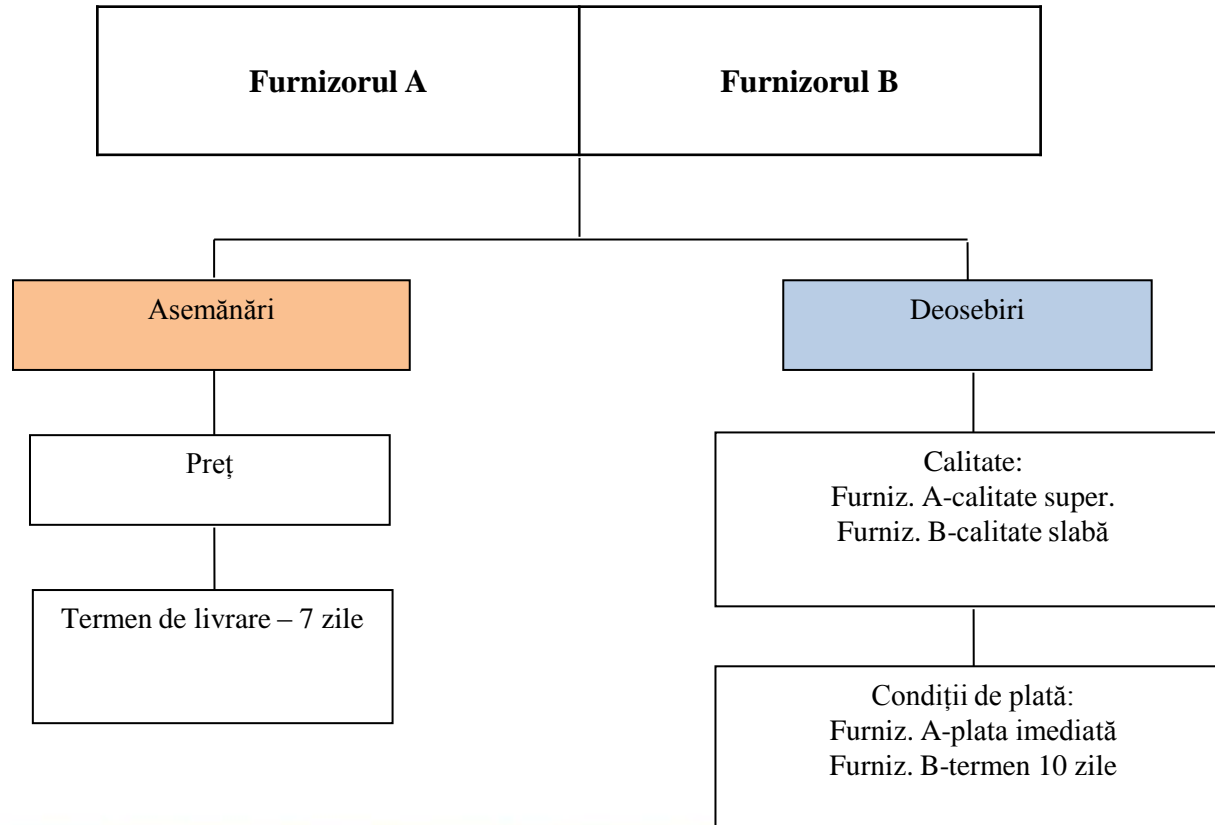 Furnizorul A
Furnizorul B
Asemănări
Deosebiri
Preț
Termen de livrare – 7 zile
Calitate:
Furniz. A-calitate super.
Furniz. B-calitate slabă
Condiții de plată:
Furniz. A-plata imediată
Furniz. B-termen 10 zile